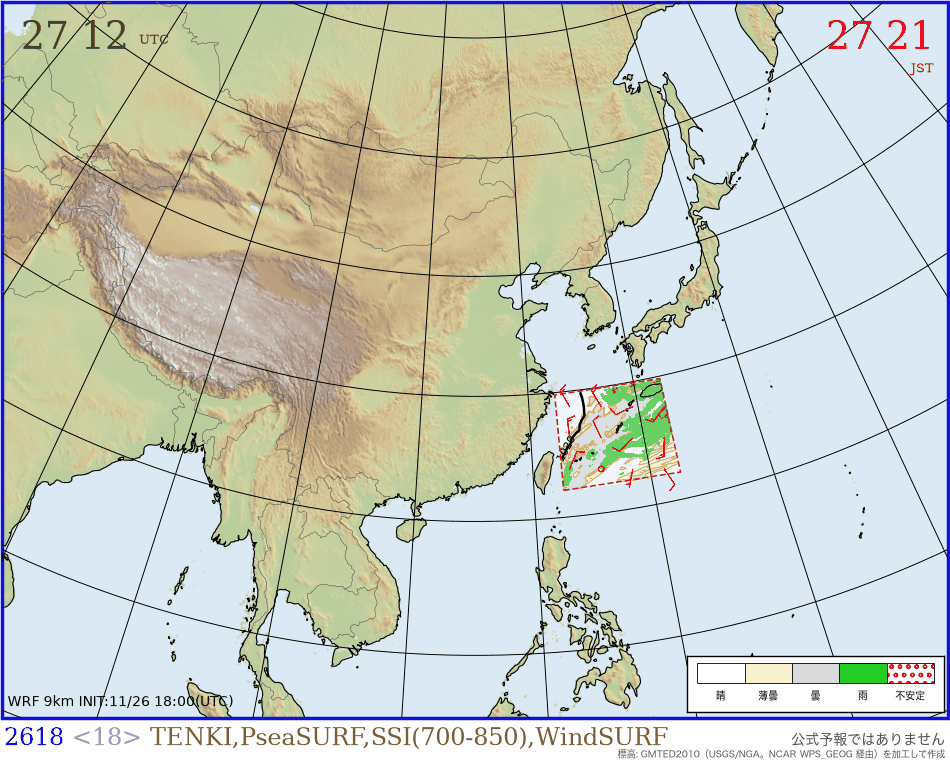 27 12 UTC
27 21
JST
晴 薄曇 曇 雨 不安定
WRF 9km INIT:11/26 18:00(UTC)
2618 <18> TENKI,PseaSURF,SSI(700-850),WindSURF
公式予報ではありません
標高: GMTED2010（USGS/NGA。NCAR WPS_GEOG 経由）を加工して作成